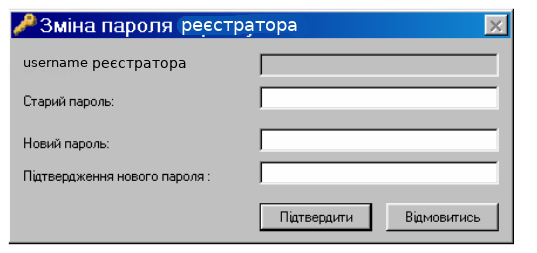 Зміна пароля реєстратора
username реєстратора
Старий пароль:
Новий пароль:
Підтвердження нового пароля :
Підтвердити Відмовитись